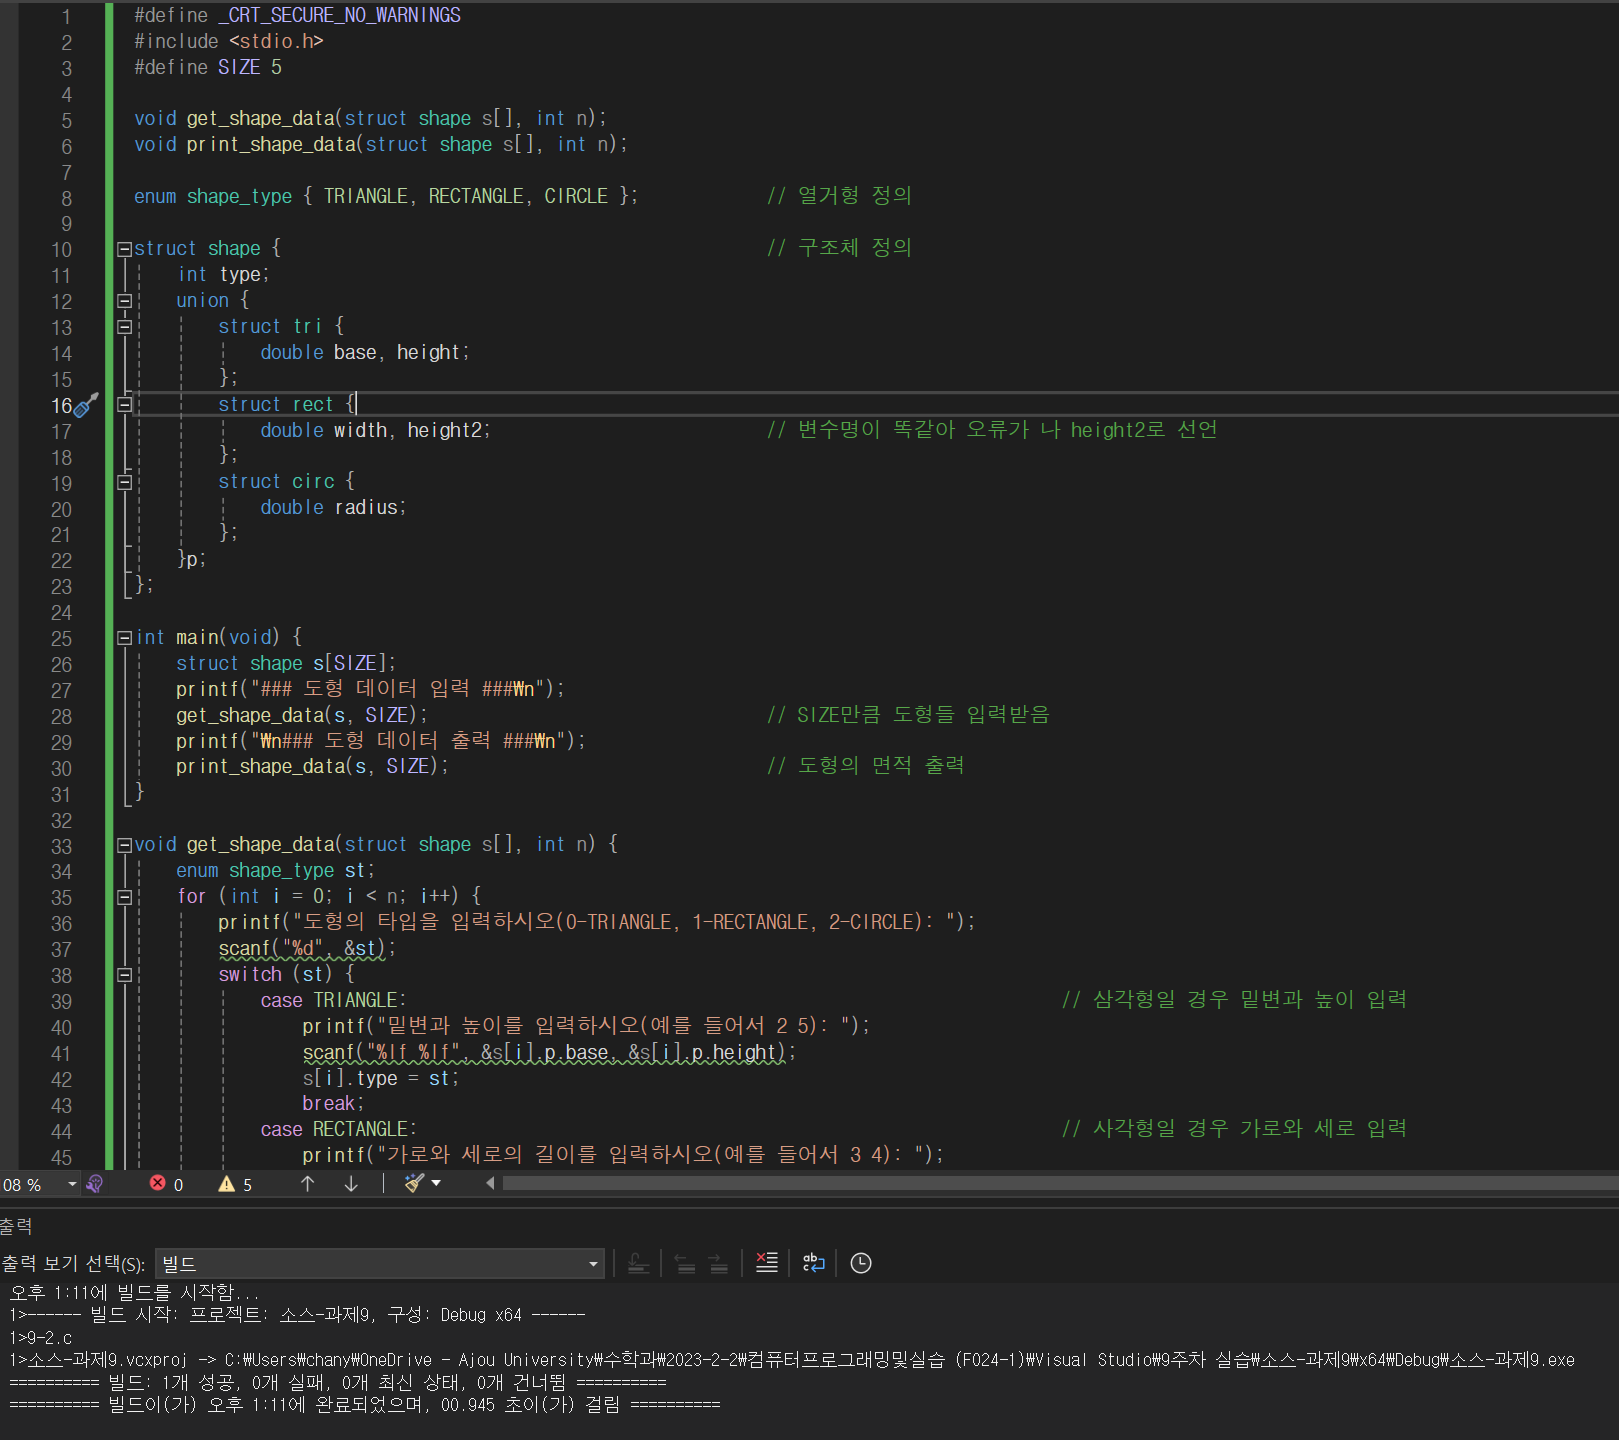 1 #define _CRT_SECURE_NO_WARNINGS
2 #include <stdio.h>
3 #define SIZE 5
4
5 void get_shape_data(struct shape s[], int n);
6 void print_shape_data(struct shape s[], int n);
7
8 enum shape_type { TRIANGLE, RECTANGLE, CIRCLE }; // 열거형 정의
9
10 struct shape { // 구조체 정의
11 int type;
12 union {
13 struct tri {
14 double base, height;
15 };
16 struct rect {
17 double width, height2; // 변수명이 똑같아 오류가 나 height2로 선언
18 };
19 struct circ {
20 double radius;
21 };
22 }p;
23 };
24
25 int main(void) {
26 struct shape s[SIZE];
27 printf("### 도형 데이터 입력 ###₩n");
28 get_shape_data(s, SIZE); // SIZE만큼 도형들 입력받음
29 printf("₩n### 도형 데이터 출력 ###₩n");
30 print_shape_data(s, SIZE); // 도형의 면적 출력
31 }
32
33 void get_shape_data(struct shape s[], int n) {
34 enum shape_type st;
35 for (int i = 0; i < n; i++) {
36 printf("도형의 타입을 입력하시오(0-TRIANGLE, 1-RECTANGLE, 2-CIRCLE): ");
37 scanf("%d", &st);
38 switch (st) {
39 case TRIANGLE: // 삼각형일 경우 밑변과 높이 입력
40 printf("밑변과 높이를 입력하시오(예를 들어서 2 5): ");
41 scanf("%lf %lf", &s[i].p.base, &s[i].p.height);
42 s[i].type = st;
43 break;
44 case RECTANGLE: // 사각형일 경우 가로와 세로 입력
45 printf("가로와 세로의 길이를 입력하시오(예를 들어서 3 4): ");
08 % 0 5
출력
출력 보기 선택(S): 빌드
오후 1:11에 빌드를 시작함...
1>------ 빌드 시작: 프로젝트: 소스-과제9, 구성: Debug x64 ------
1>9-2.c
1>소스-과제9.vcxproj -> C:₩Users₩chany₩OneDrive - Ajou University₩수학과₩2023-2-2₩컴퓨터프로그래밍및실습 (F024-1)₩Visual Studio₩9주차 실습₩소스-과제9₩x64₩Debug₩소스-과제9.exe
========== 빌드: 1개 성공, 0개 실패, 0개 최신 상태, 0개 건너뜀 ==========
========== 빌드이(가) 오후 1:11에 완료되었으며, 00.945 초이(가) 걸림 ==========